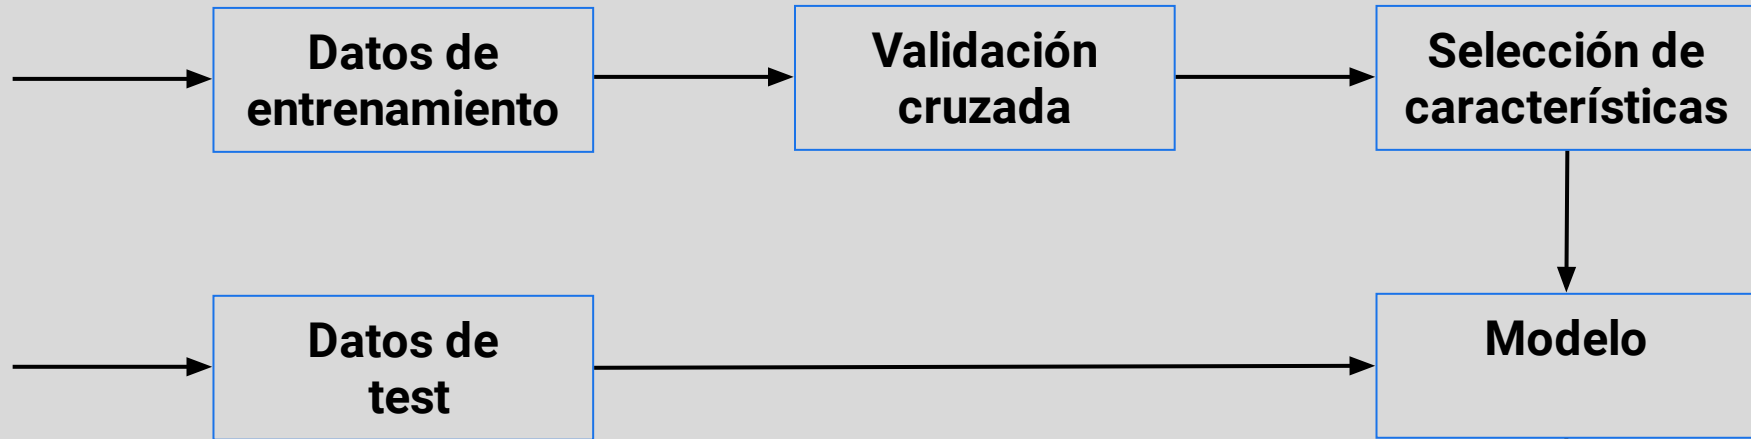 Datos de
entrenamiento
Validación
cruzada
Selección de
características
Datos de
test
Modelo